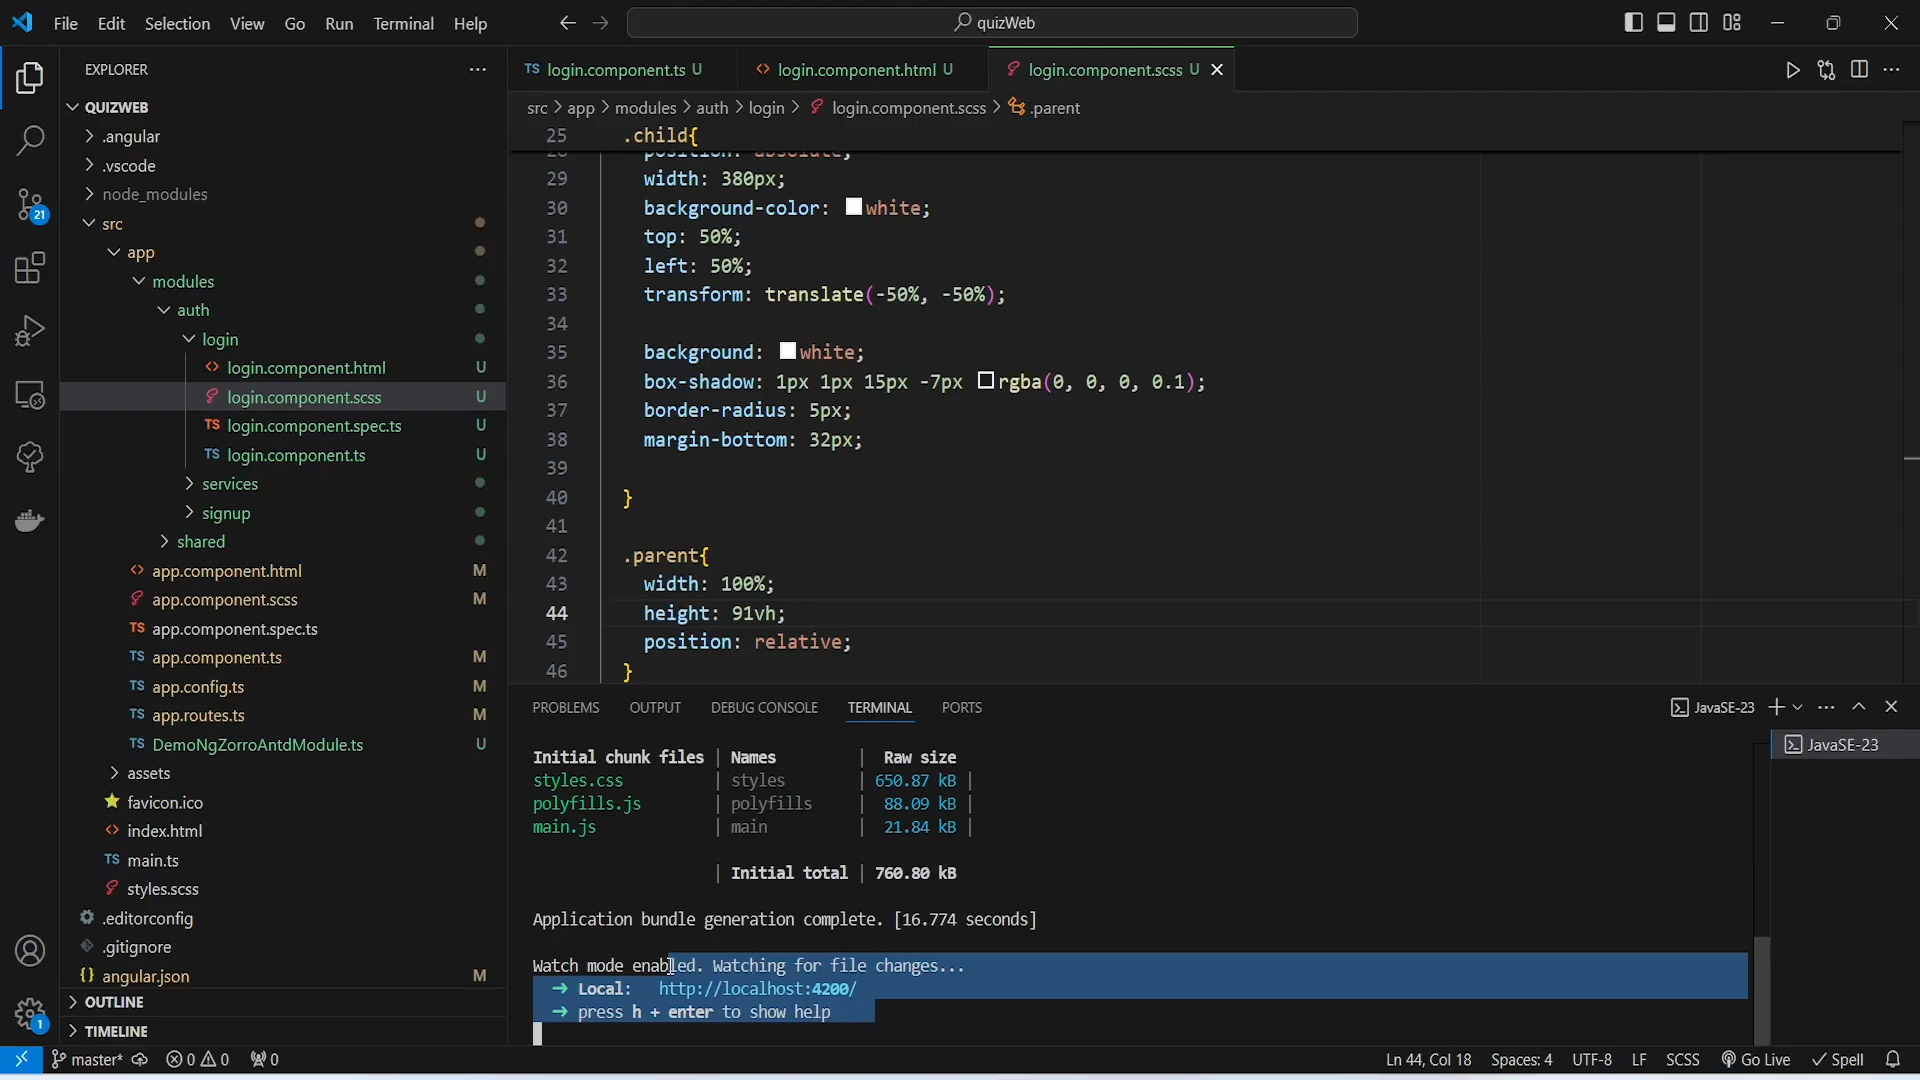 File Edit Selection View Go Run Terminal Help
quizWeb
EXPLORER
QUIZWEB
.angular
.vscode
node_modules
src
app
modules
auth
login
login.component.html U
login.component.scss U
login.component.spec.ts U
login.component.ts U
services
signup
shared
app.component.html M
app.component.scss M
app.component.spec.ts
app.component.ts M
app.config.ts M
app.routes.ts M
DemoNgZorroAntdModule.ts U
assets
favicon.ico
index.html
main.ts
styles.scss
.editorconfig
.gitignore
angular.json M
OUTLINE
TIMELINE
21
1
TS login.component.ts U
login.component.html U
login.component.scss U
src > app > modules > auth > login > login.component.scss > .parent
25 .child{
28 position: absolute;
29 width: 380px;
30 background-color: white;
31 top: 50%;
32 left: 50%;
33 transform: translate(-50%, -50%);
34
35 background: white;
36 box-shadow: 1px 1px 15px -7px rgba(0, 0, 0, 0.1);
37 border-radius: 5px;
38 margin-bottom: 32px;
39
40 }
41
42 .parent{
43 width: 100%;
44 height: 91vh;
45 position: relative;
46 }
PROBLEMS OUTPUT DEBUG CONSOLE TERMINAL PORTS
JavaSE-23
JavaSE-23
Initial chunk files | Names | Raw size
styles.css | styles | 650.87 kB |
polyfills.js | polyfills | 88.09 kB |
main.js | main | 21.84 kB |
| Initial total | 760.80 kB
Application bundle generation complete. [16.774 seconds]
Watch mode enabled. Watching for file changes...
➜ Local: http://localhost:4200/
➜ press h + enter to show help
master* 0 0 0
Ln 44, Col 18 Spaces: 4 UTF-8 LF SCSS Go Live Spell